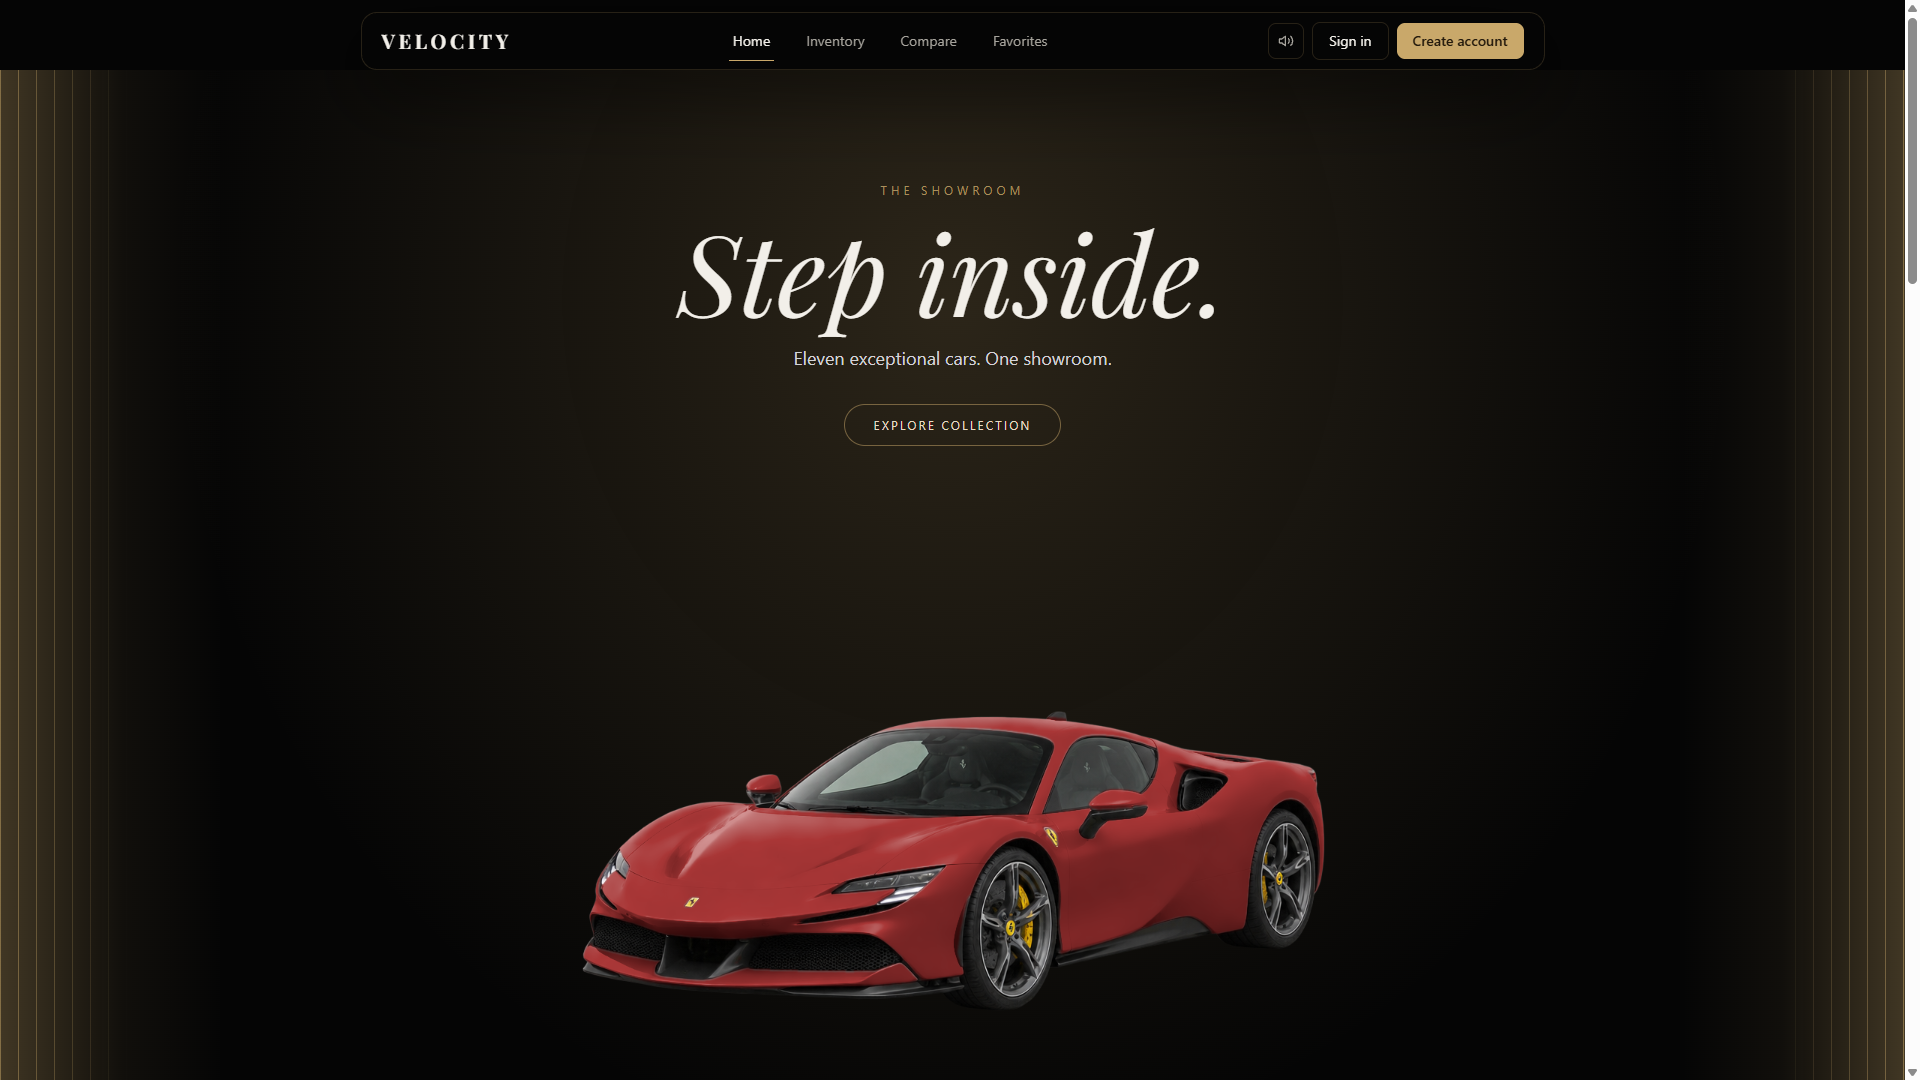 VELOCITY
Home
Inventory
Compare
Favorites
Sign in
Create account
THE SHOWROOM
Step inside.
Eleven exceptional cars. One showroom.
EXPLORE COLLECTION